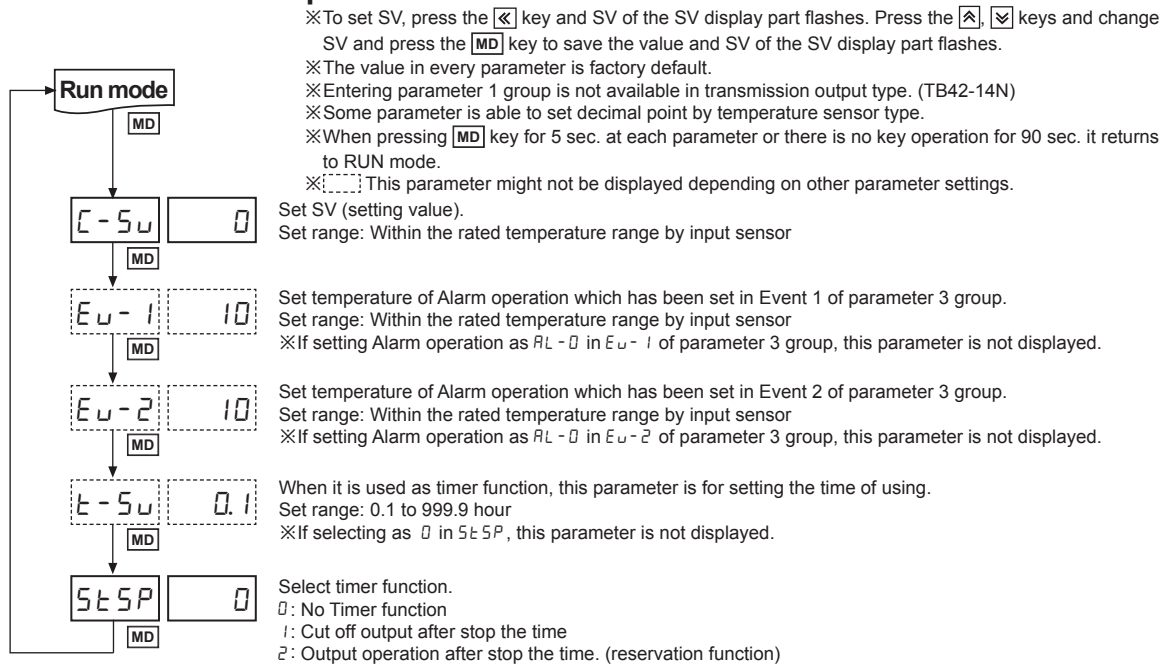 ※To set SV, press the ≪ key and SV of the SV display part flashes. Press the ︽, ︾ keys and change
SV and press the MD key to save the value and SV of the SV display part flashes.
※The value in every parameter is factory default.
※Entering parameter 1 group is not available in transmission output type. (TB42-14N)
※Some parameter is able to set decimal point by temperature sensor type.
※When pressing MD key for 5 sec. at each parameter or there is no key operation for 90 sec. it returns
to RUN mode.
※ This parameter might not be displayed depending on other parameter settings.
Run mode
MD
C-Su 0
Set SV (setting value).
Set range: Within the rated temperature range by input sensor
MD
Eu-1 10
Set temperature of Alarm operation which has been set in Event 1 of parameter 3 group.
Set range: Within the rated temperature range by input sensor
※If setting Alarm operation as AL-0 in Eu-1 of parameter 3 group, this parameter is not displayed.
MD
Eu-2 10
Set temperature of Alarm operation which has been set in Event 2 of parameter 3 group.
Set range: Within the rated temperature range by input sensor
※If setting Alarm operation as AL-0 in Eu-2 of parameter 3 group, this parameter is not displayed.
MD
t-Su 0.1
When it is used as timer function, this parameter is for setting the time of using.
Set range: 0.1 to 999.9 hour
※If selecting as 0 in StSP, this parameter is not displayed.
MD
StSP 0
Select timer function.
0: No Timer function
1: Cut off output after stop the time
2: Output operation after stop the time. (reservation function)
MD